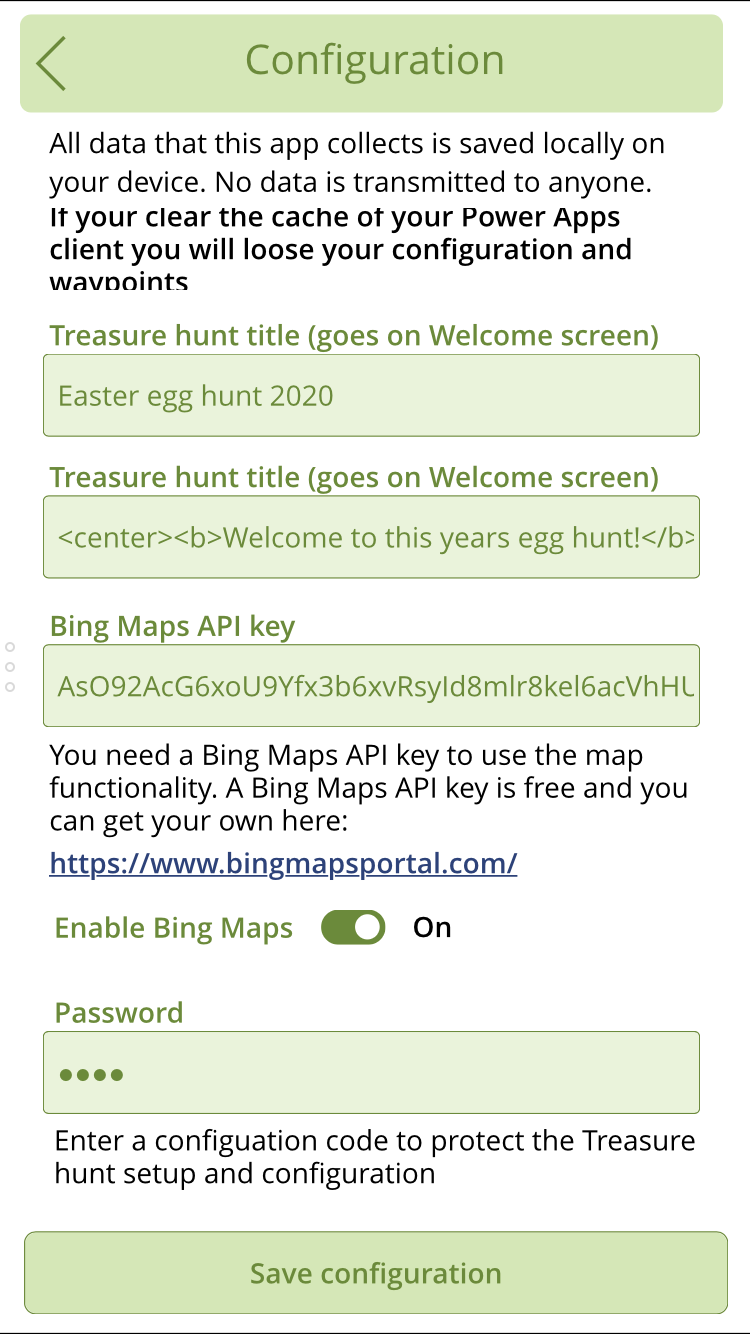 Configuration
All data that this app collects is saved locally on
your device. No data is transmitted to anyone.
If your clear the cache of your Power Apps
client you will loose your configuration and
waypoints
Treasure hunt title (goes on Welcome screen)
Easter egg hunt 2020
Treasure hunt title (goes on Welcome screen)
<center><b>Welcome to this years egg hunt!</b>
Bing Maps API key
AsO92AcG6xoU9Yfx3b6xvRsyId8mlr8kel6acVhHU
You need a Bing Maps API key to use the map
functionality. A Bing Maps API key is free and you
can get your own here:
https://www.bingmapsportal.com/
Enable Bing Maps On
Password
••••
Enter a configuation code to protect the Treasure
hunt setup and configuration
Save configuration